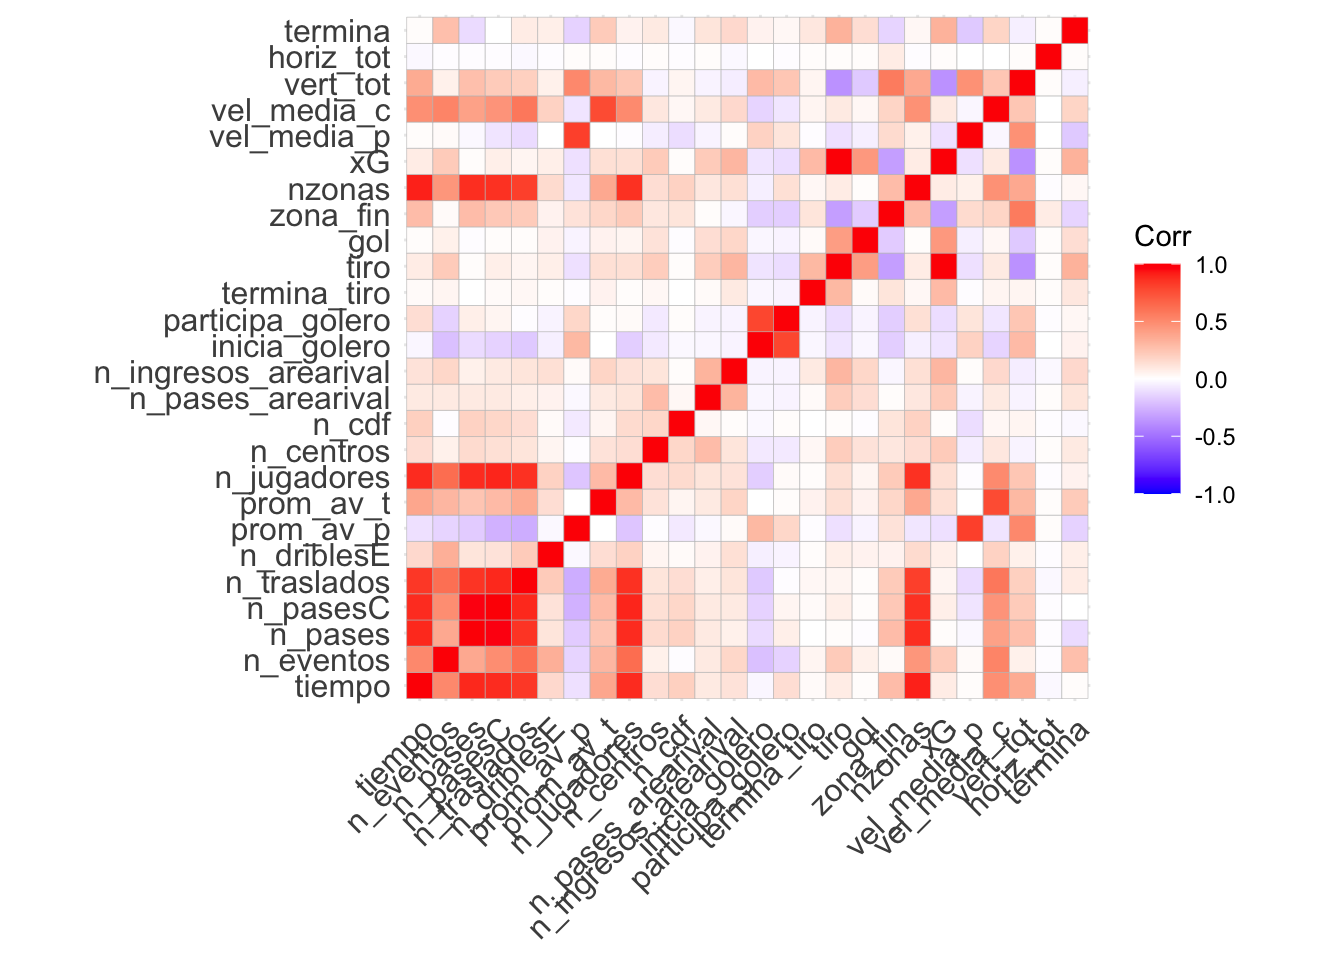 termina
horiz_tot
vert_tot
vel_media_c
vel_media_p
xG
nzonas
zona_fin
gol
tiro
termina_tiro
participa_golero
inicia_golero
n_ingresos_arearival
n_pases_arearival
n_cdf
n_centros
n_jugadores
prom_av_t
prom_av_p
n_driblesE
n_traslados
n_pasesC
n_pases
n_eventos
tiempo
tiempo
n_eventos
n_pases
n_pasesC
n_traslados
n_driblesE
prom_av_p
prom_av_t
n_jugadores
n_centros
n_cdf
n_pases_arearival
n_ingresos_arearival
inicia_golero
participa_golero
termina_tiro
tiro
gol
zona_fin
nzonas
xG
vel_media_p
vel_media_c
vert_tot
horiz_tot
termina
Corr
1.0
0.5
0.0
-0.5
-1.0